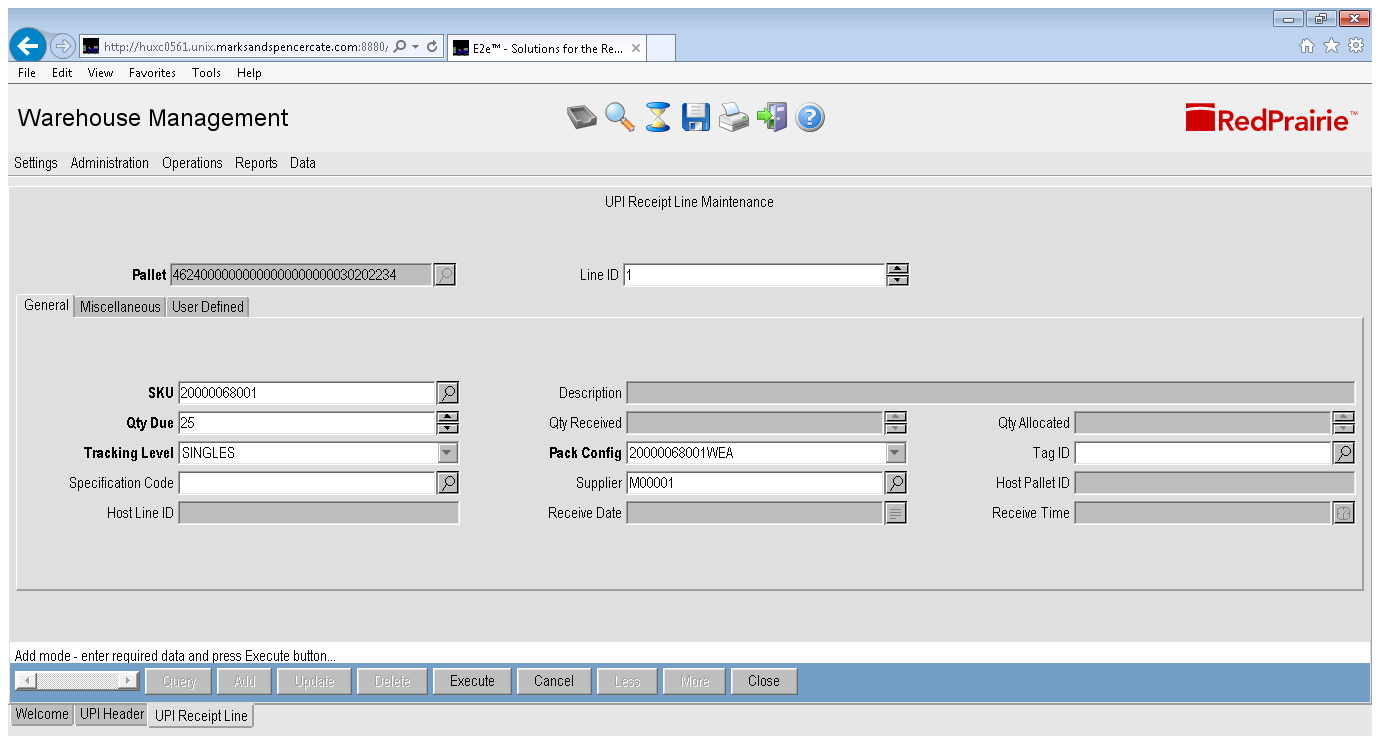 http://huxc0561.unix.marksandspencercate.com:8880/
E2e™ - Solutions for the Re...
File Edit View Favorites Tools Help
Warehouse Management
RedPrairie™
Settings Administration Operations Reports Data
UPI Receipt Line Maintenance
Pallet Line ID 1
General Miscellaneous User Defined
SKU 20000068001 Description
Qty Due 25 Qty Received Qty Allocated
Tracking Level SINGLES Pack Config 20000068001WEA Tag ID
Specification Code Supplier M00001 Host Pallet ID
Host Line ID Receive Date Receive Time
Add mode - enter required data and press Execute button...
Query Add Update Delete Execute Cancel Less More Close
Welcome UPI Header UPI Receipt Line